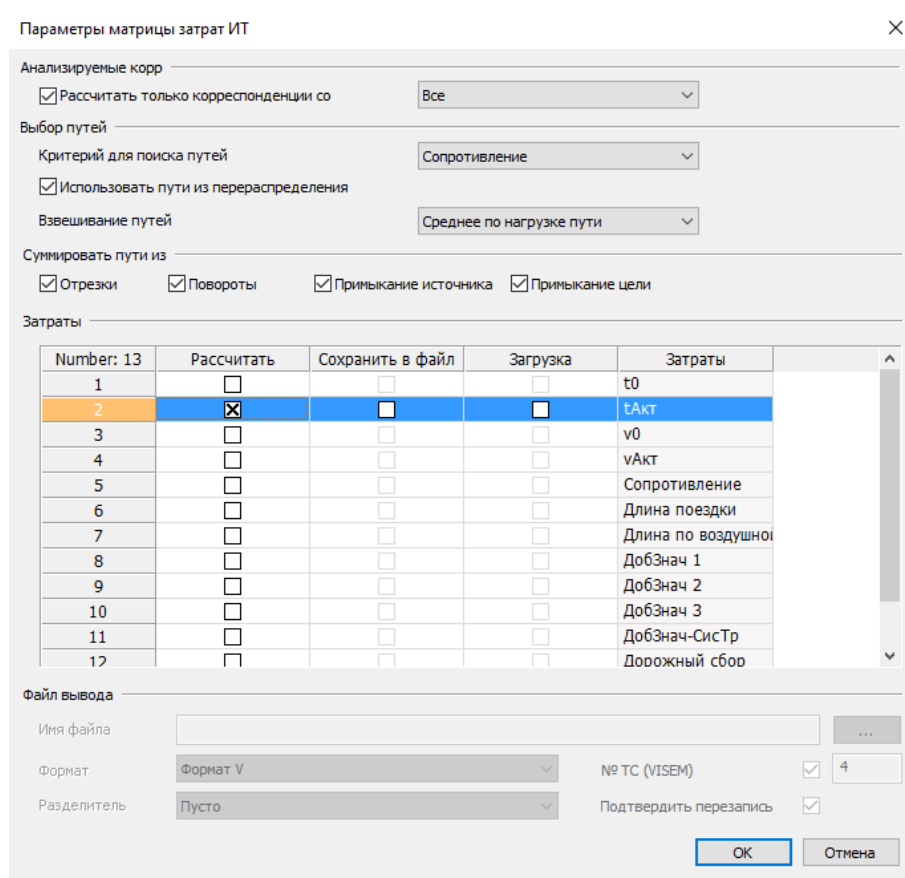 Параметры матрицы затрат ИТ
Анализируемые корр
Рассчитать только корреспонденции со Все
Выбор путей
Критерий для поиска путей Сопротивление
Использовать пути из перераспределения
Взвешивание путей Среднее по нагрузке пути
Суммировать пути из
Отрезки Повороты Примыкание источника Примыкание цели
Затраты
Number: 13 Рассчитать Сохранить в файл Загрузка Затраты
1 t0
2 tАкт
3 v0
4 vАкт
5 Сопротивление
6 Длина поездки
7 Длина по воздушной
8 ДобЗнач 1
9 ДобЗнач 2
10 ДобЗнач 3
11 ДобЗнач-СисТр
12 Дорожный сбор
Файл вывода
Имя файла ...
Формат Формат V № ТС (VISEM) 4
Разделитель Пусто Подтвердить перезапись
OK Отмена